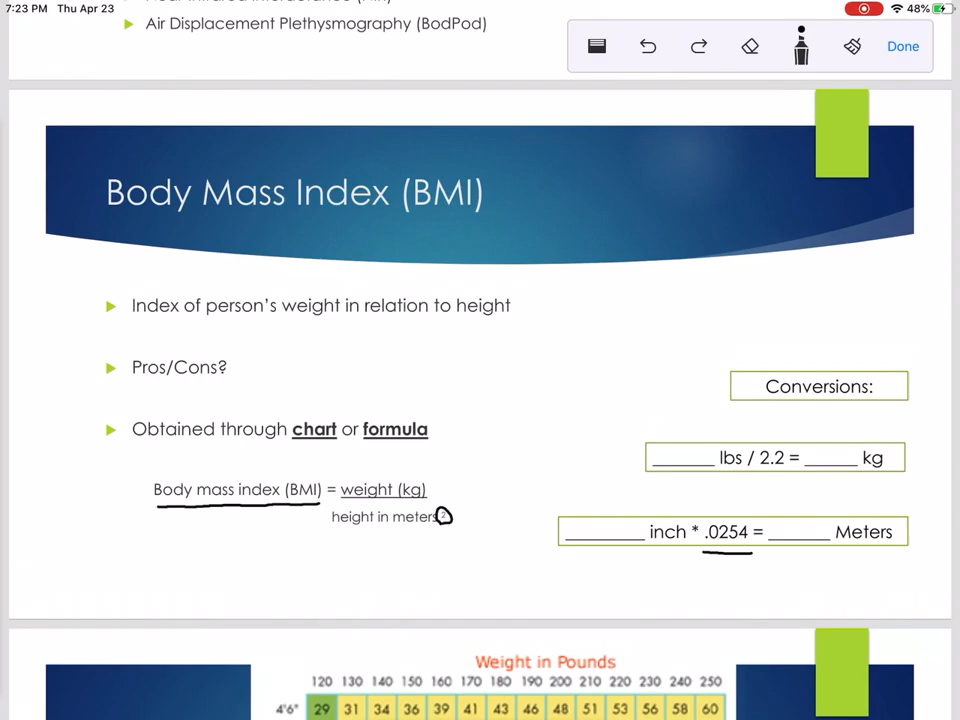 7:23 PM Thu Apr 23
48%
Air Displacement Plethysmography (BodPod)
Done
Body Mass Index (BMI)
Index of person's weight in relation to height
Pros/Cons?
Conversions:
Obtained through chart or formula
______ lbs / 2.2 = ______ kg
Body mass index (BMI) = weight (kg)
height in meters²
________ inch * .0254 = _______ Meters
Weight in Pounds
120 130 140 150 160 170 180 190 200 210 220 230 240 250
4'6" 29 31 34 36 39 41 43 46 48 51 53 56 58 60